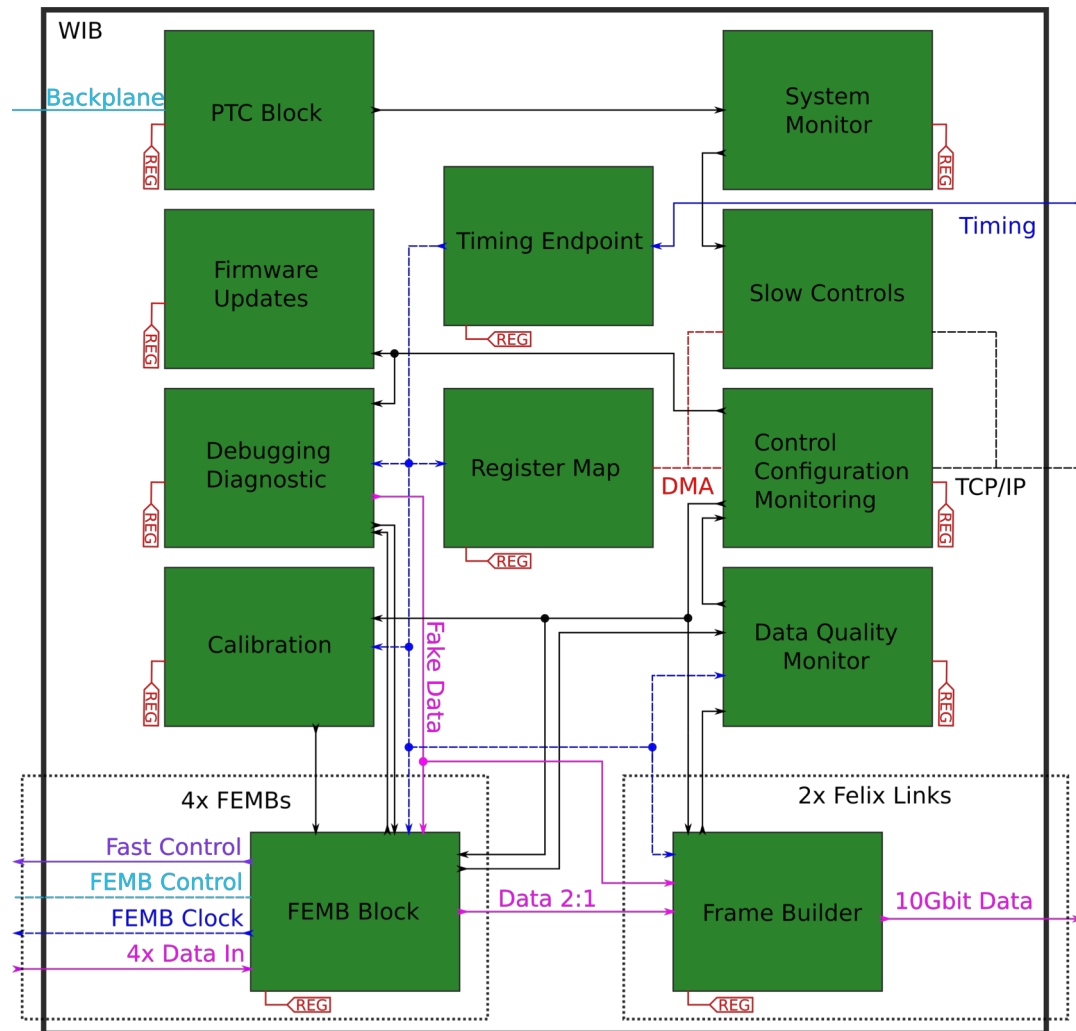 WIB
Backplane
PTC Block
System
Monitor
REG
REG
Timing
Timing Endpoint
Firmware
Updates
Slow Controls
REG
REG
Debugging
Diagnostic
Register Map
Control
Configuration
Monitoring
DMA
TCP/IP
REG
REG
REG
Calibration
Fake Data
Data Quality
Monitor
REG
REG
4x FEMBs
2x Felix Links
Fast Control
FEMB Control
FEMB Clock
4x Data In
FEMB Block
Data 2:1
Frame Builder
10Gbit Data
REG
REG